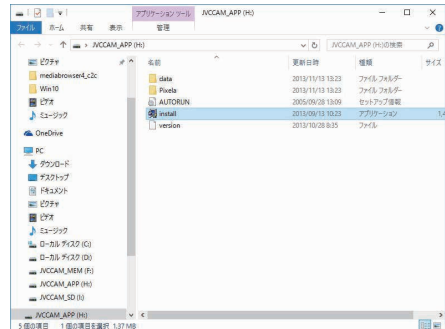 アプリケーション ツール JVCCAM_APP (H:)
ファイル ホーム 共有 表示 管理
JVCCAM_APP (H:)
JVCCAM_APP (H:)の検索
名前 更新日時 種類 サイズ
ピクチャ
mediabrowser4_c2c
Win10
ビデオ
ミュージック
OneDrive
PC
ダウンロード
デスクトップ
ドキュメント
ピクチャ
ビデオ
ミュージック
ローカル ディスク (C:)
ローカル ディスク (D:)
JVCCAM_MEM (F:)
JVCCAM_APP (H:)
JVCCAM_SD (I:)
JVCCAM_APP (H:)
data 2013/11/13 13:23 ファイル フォルダー
Pixela 2013/11/13 13:23 ファイル フォルダー
AUTORUN 2005/09/28 13:09 セットアップ情報
install 2013/09/13 10:23 アプリケーション 1,4
version 2013/10/28 8:35 ファイル
5 個の項目 1 個の項目を選択 1.37 MB